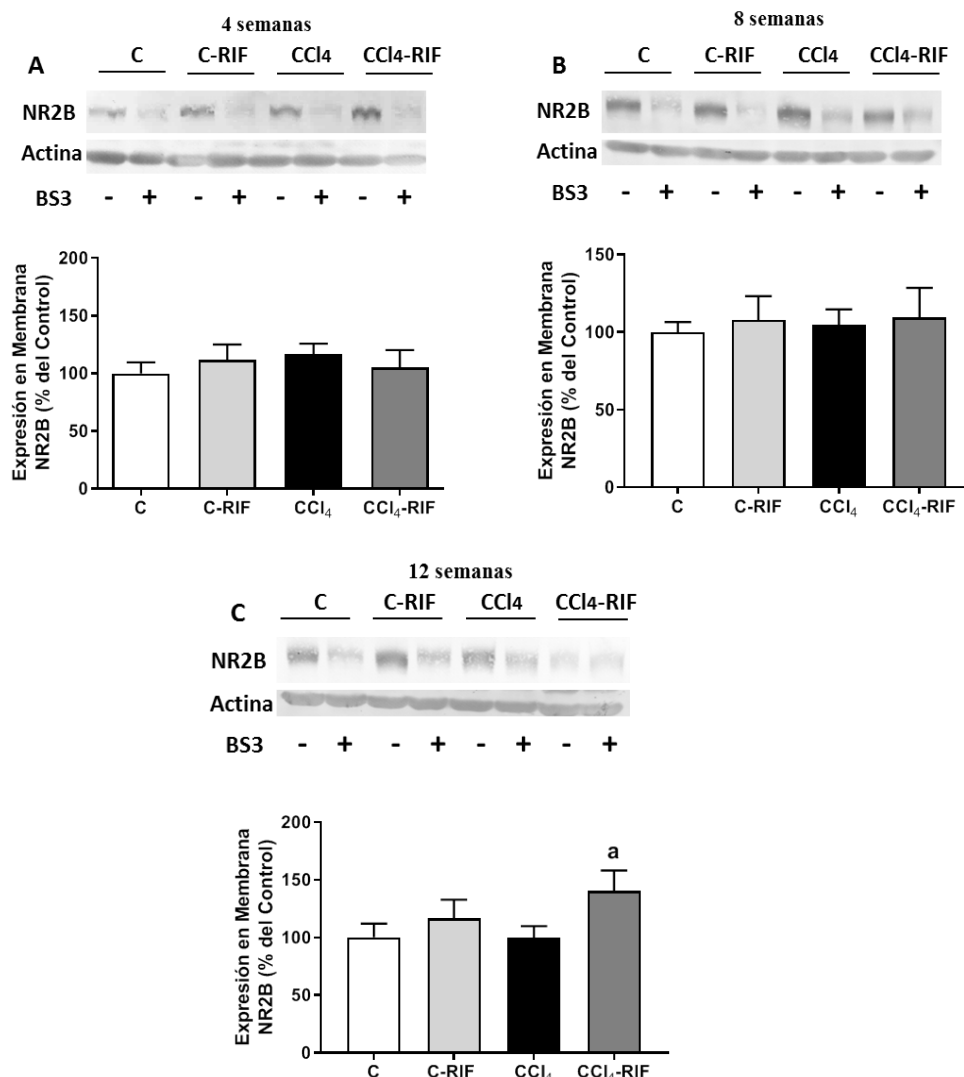 4 semanas
A
C C-RIF CCl4 CCl4-RIF
NR2B
Actina
BS3 - + - + - + - +
Expresión en Membrana
NR2B (% del Control)
200
150
100
50
0
C C-RIF CCl₄ CCl₄-RIF
8 semanas
B
C C-RIF CCl4 CCl4-RIF
NR2B
Actina
BS3 - + - + - + - +
Expresión en Membrana
NR2B (% del Control)
150
100
50
0
C C-RIF CCl₄ CCl₄-RIF
12 semanas
C
C C-RIF CCl4 CCl4-RIF
NR2B
Actina
BS3 - + - + - + - +
Expresión en Membrana
NR2B (% del Control)
200
150
100
50
0
a
C C-RIF CCl₄ CCl₄-RIF